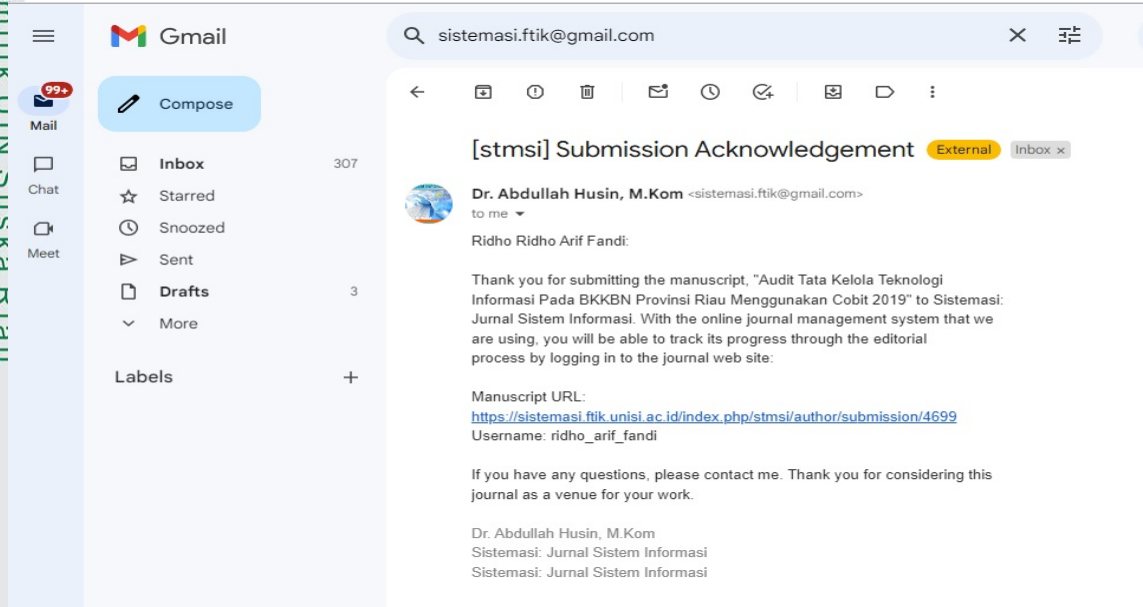 Gmail
sistemasi.ftik@gmail.com
99+
Mail
Chat
Meet
Compose
Inbox 307
Starred
Snoozed
Sent
Drafts 3
More
Labels
[stmsi] Submission Acknowledgement External Inbox ×
Dr. Abdullah Husin, M.Kom <sistemasi.ftik@gmail.com>
to me
Ridho Ridho Arif Fandi:
Thank you for submitting the manuscript, "Audit Tata Kelola Teknologi
Informasi Pada BKKBN Provinsi Riau Menggunakan Cobit 2019" to Sistemasi:
Jurnal Sistem Informasi. With the online journal management system that we
are using, you will be able to track its progress through the editorial
process by logging in to the journal web site:
Manuscript URL:
https://sistemasi.ftik.unisi.ac.id/index.php/stmsi/author/submission/4699
Username: ridho_arif_fandi
If you have any questions, please contact me. Thank you for considering this
journal as a venue for your work.
Dr. Abdullah Husin, M.Kom
Sistemasi: Jurnal Sistem Informasi
Sistemasi: Jurnal Sistem Informasi